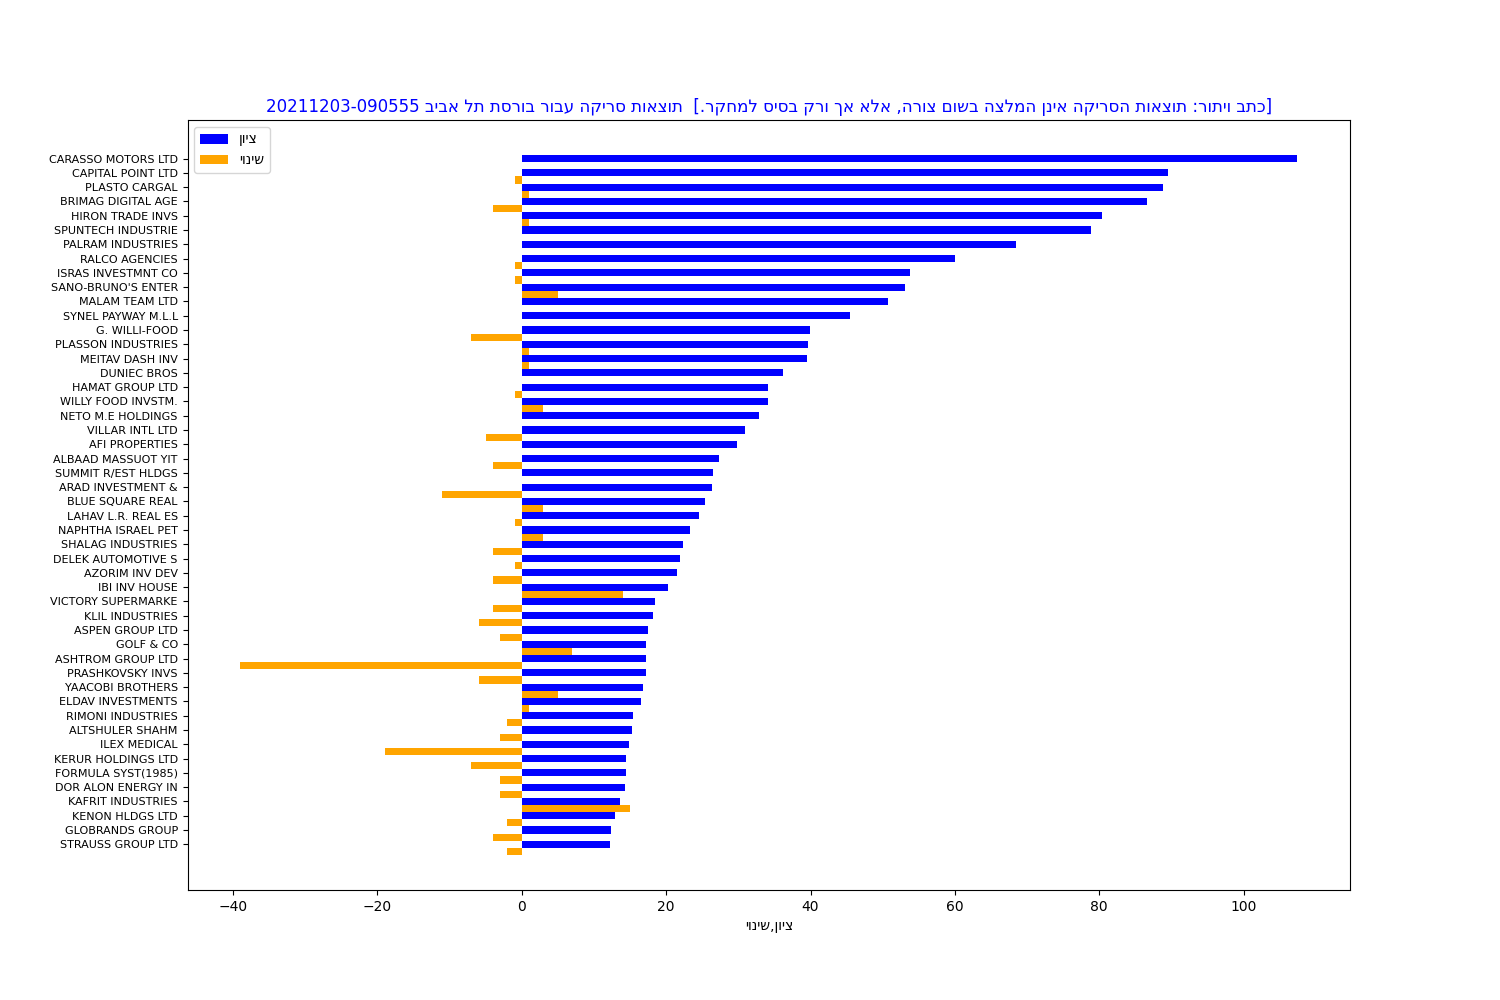 [כתב ויתור: תוצאות הסריקה אינן המלצה בשום צורה, אלא אך ורק בסיס למחקר.] תוצאות סריקה עבור בורסת תל אביב 20211203-090555
ציון
שינוי
CARASSO MOTORS LTD
CAPITAL POINT LTD
PLASTO CARGAL
BRIMAG DIGITAL AGE
HIRON TRADE INVS
SPUNTECH INDUSTRIE
PALRAM INDUSTRIES
RALCO AGENCIES
ISRAS INVESTMNT CO
SANO-BRUNO'S ENTER
MALAM TEAM LTD
SYNEL PAYWAY M.L.L
G. WILLI-FOOD
PLASSON INDUSTRIES
MEITAV DASH INV
DUNIEC BROS
HAMAT GROUP LTD
WILLY FOOD INVSTM.
NETO M.E HOLDINGS
VILLAR INTL LTD
AFI PROPERTIES
ALBAAD MASSUOT YIT
SUMMIT R/EST HLDGS
ARAD INVESTMENT &
BLUE SQUARE REAL
LAHAV L.R. REAL ES
NAPHTHA ISRAEL PET
SHALAG INDUSTRIES
DELEK AUTOMOTIVE S
AZORIM INV DEV
IBI INV HOUSE
VICTORY SUPERMARKE
KLIL INDUSTRIES
ASPEN GROUP LTD
GOLF & CO
ASHTROM GROUP LTD
PRASHKOVSKY INVS
YAACOBI BROTHERS
ELDAV INVESTMENTS
RIMONI INDUSTRIES
ALTSHULER SHAHM
ILEX MEDICAL
KERUR HOLDINGS LTD
FORMULA SYST(1985)
DOR ALON ENERGY IN
KAFRIT INDUSTRIES
KENON HLDGS LTD
GLOBRANDS GROUP
STRAUSS GROUP LTD
−40 −20 0 20 40 60 80 100
ציון,שינוי